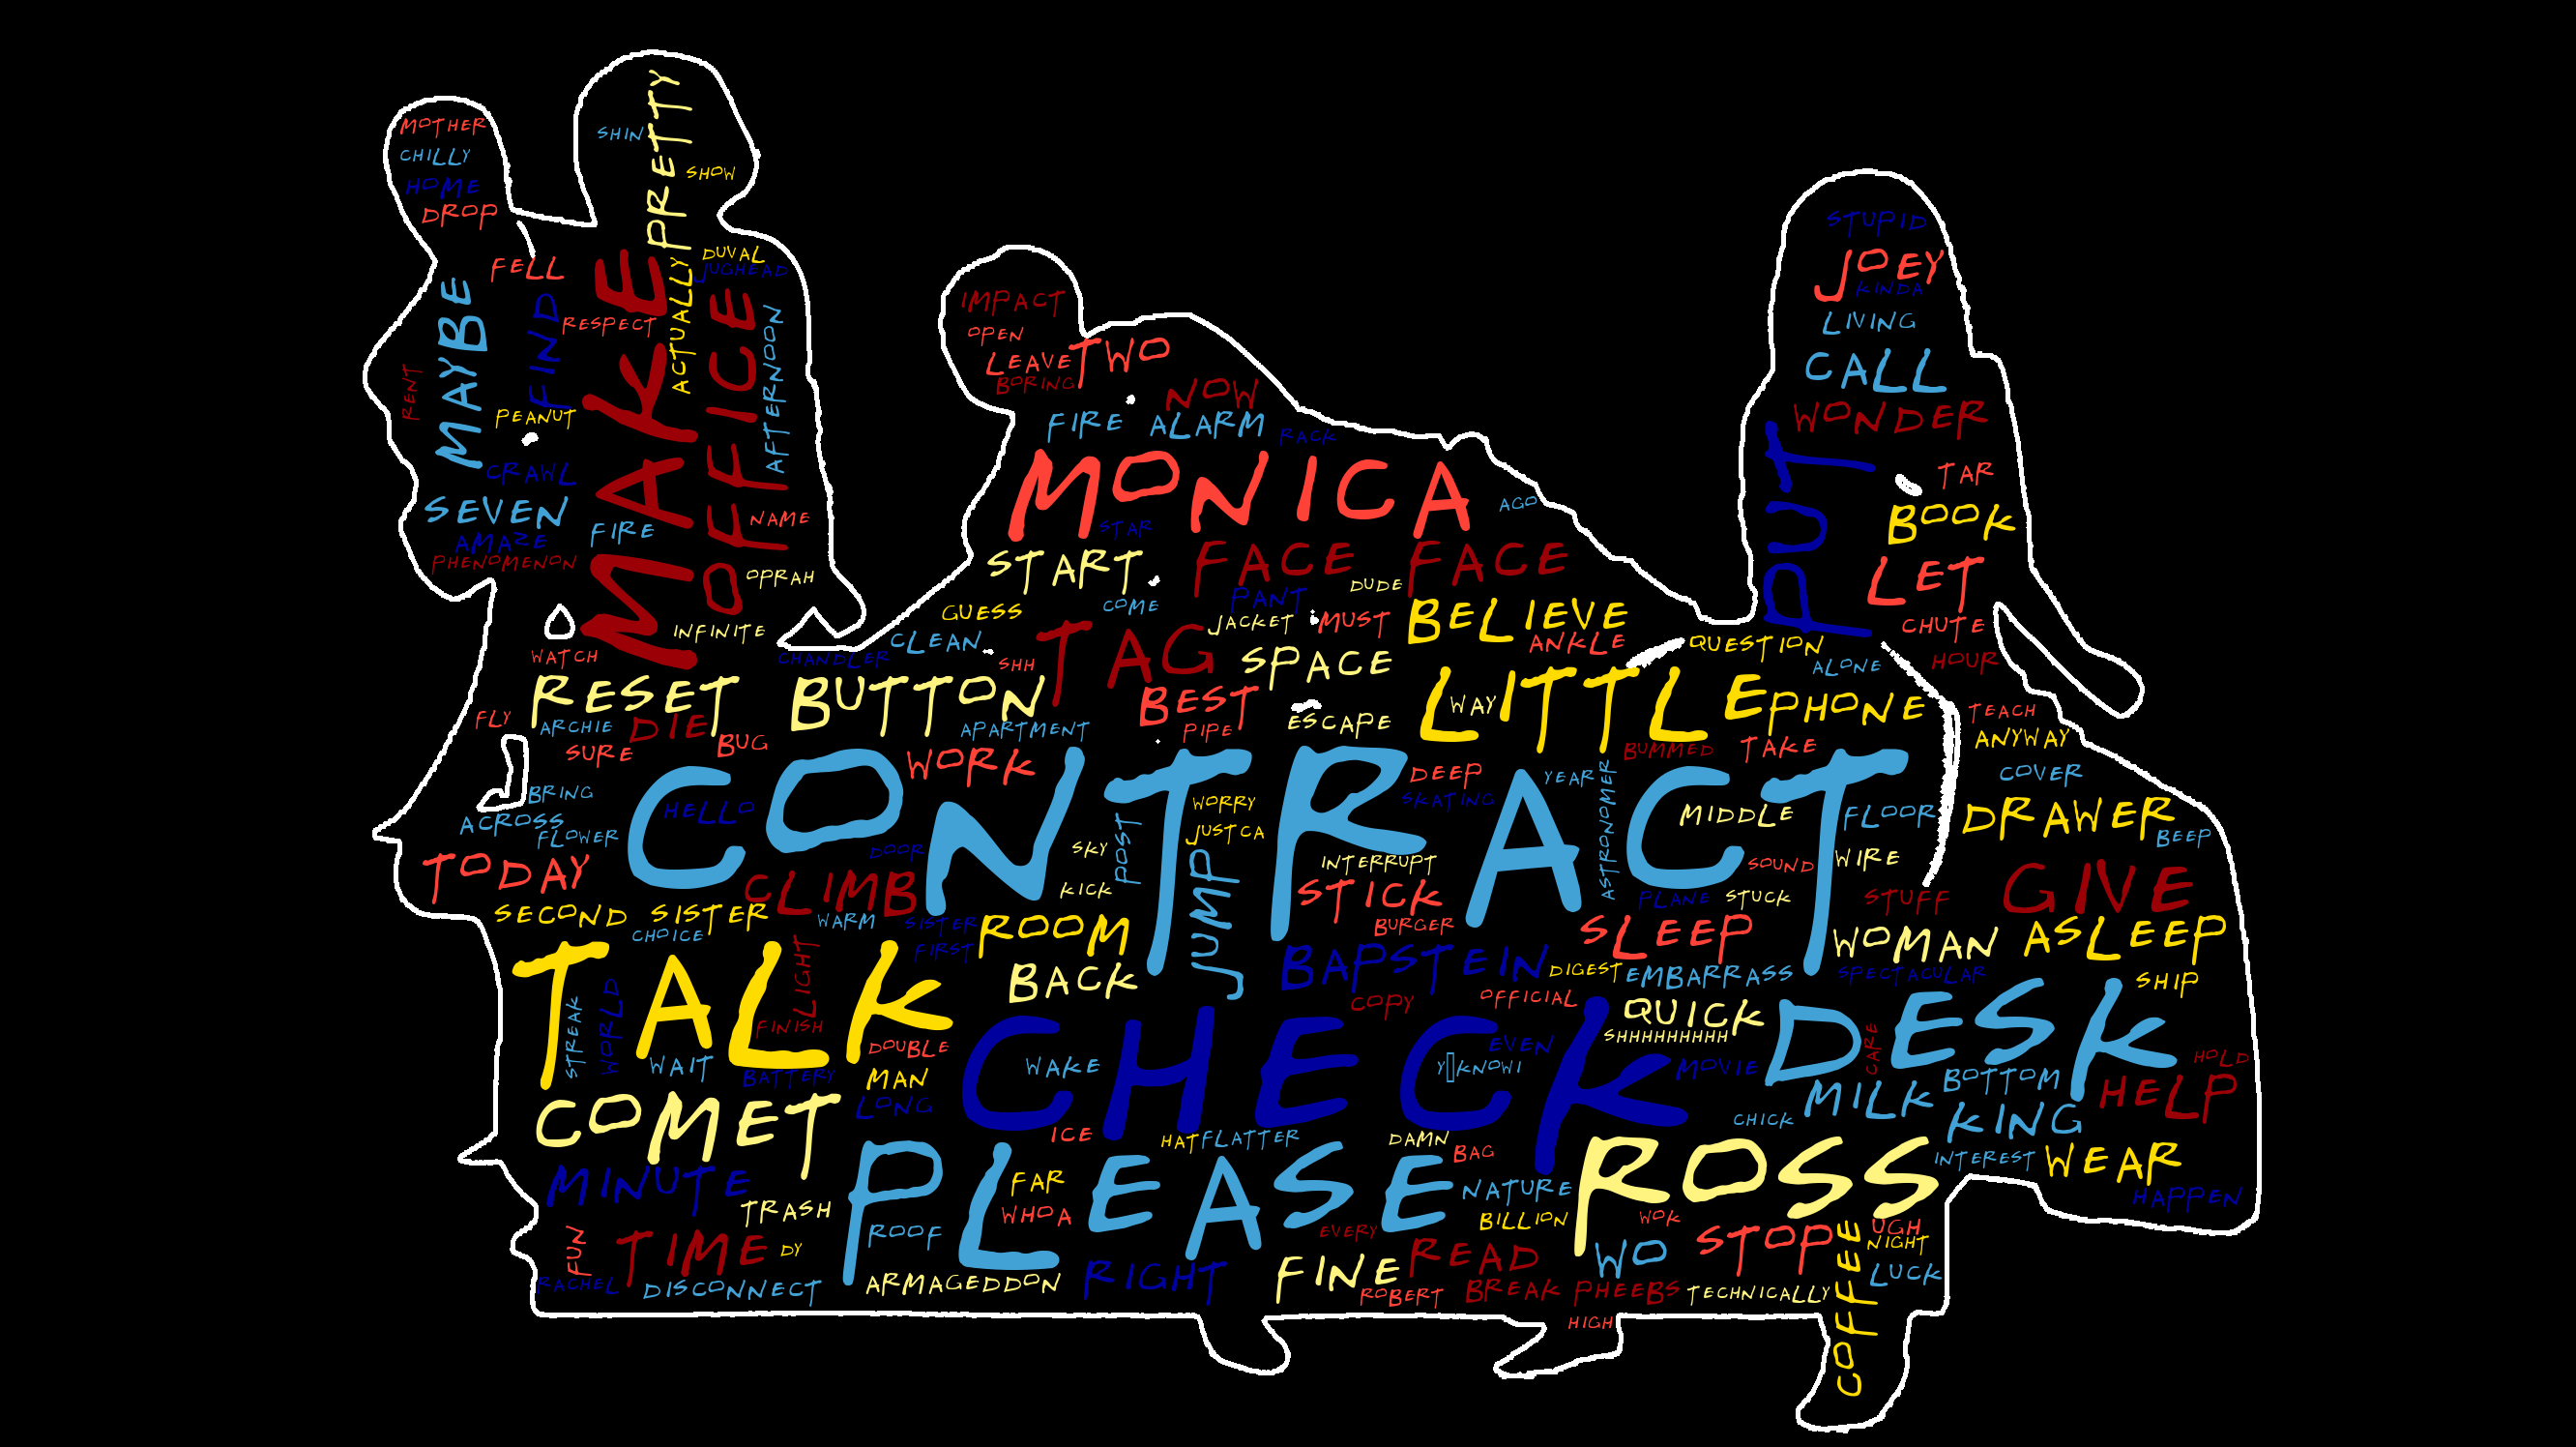 MOTHER
CHILLY
HOME
DROP
SHIN
PRETTY
SHOW
FELL
MAYBE
FIND
RENT
RESPECT
PEANUT
CRAWL
SEVEN
AMAZE
PHENOMENON
FIRE
MAKE
ACTUALLY
DUVAL
JUGHEAD
OFFICE
AFTERNOON
NAME
OPRAH
INFINITE
WATCH
IMPACT
OPEN
LEAVE
TWO
BORING
NOW
FIRE ALARM
RACK
MONICA
STAR
AGO
START
FACE FACE
DUDE
PANT
COME
GUESS
JACKET
MUST
BELIEVE
CLEAN
CHANDLER
SHH
TAG
SPACE
ANKLE
STUPID
JOEY
KINDA
LIVING
CALL
WONDER
PUT
TAR
BOOK
LET
CHUTE
HOUR
QUESTION
ALONE
RESET BUTTON
FLY
ARCHIE
DIE
SURE
BUG
APARTMENT
BEST
PIPE
ESCAPE
LITTLE
WAY
PHONE
TEACH
ANYWAY
BUMMED
TAKE
WORK
CONTRACT
BRING
ACROSS
FLOWER
HELLO
DEEP
SKATING
YEAR
ASTRONOMER
WORRY
JUSTCA
POST
JUMP
SKY
KICK
DOOR
MIDDLE
FLOOR
COVER
DRAWER
BEEP
INTERRUPT
STICK
BURGER
SOUND
WIRE
PLANE
STUCK
STUFF
GIVE
TODAY
CLIMB
SECOND SISTER
CHOICE
WARM
SISTER
FIRST
ROOM
BACK
SLEEP
WOMAN
ASLEEP
BAPSTEIN
DIGEST
EMBARRASS
SPECTACULAR
SHIP
COPY
OFFICIAL
QUICK
SHHHHHHHHH
TALK
LIGHT
STREAK
WORLD
FINISH
WAIT
BATTERY
DOUBLE
MAN
LONG
CHECK
WAKE
EVEN
Y▯KNOWI
MOVIE
DESK
CARE
HOLD
BOTTOM
HELP
MILK
CHICK
KING
COMET
ICE
HAT
FLATTER
DAMN
BAG
INTEREST
WEAR
HAPPEN
MINUTE
TRASH
PLEASE
FAR
WHOA
ROOF
NATURE
BILLION
EVERY
ROSS
WOK
FUN
TIME
DY
RACHEL
DISCONNECT
ARMAGEDDON
RIGHT
FINE
READ
WO
STOP
UGH
NIGHT
LUCK
COFFEE
ROBERT
BREAK
PHEEBS
TECHNICALLY
HIGH